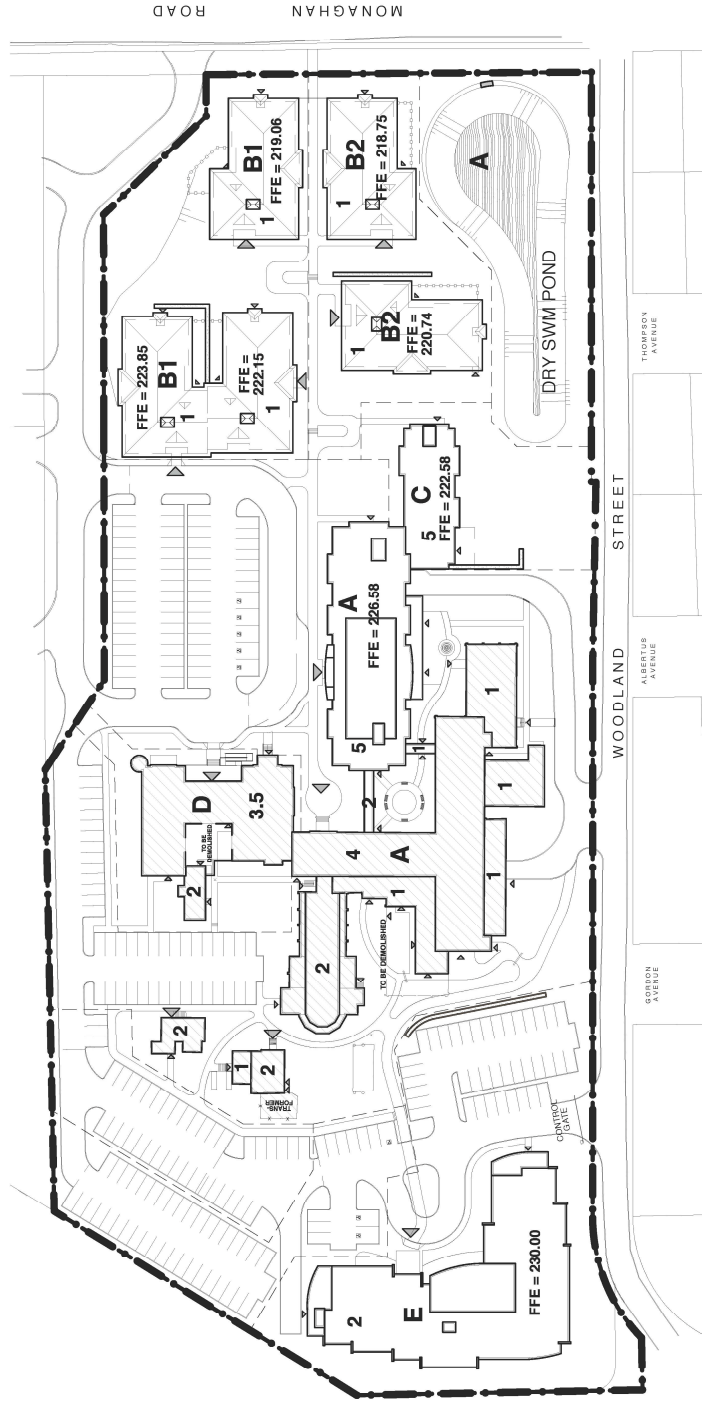 MONAGHAN ROAD
B1
FFE = 219.06
1
B2
FFE = 218.75
1
A
DRY SWM POND
B1
FFE = 223.85
1
FFE =
222.15
1
B2
FFE =
220.74
1
THOMPSON
AVENUE
C
5
FFE = 222.58
A
FFE = 226.58
5
WOODLAND STREET
ALBERTUS
AVENUE
D
3.5
TO BE
DEMOLISHED
2
1
2
4
A
1
1
1
1
2
TO BE DEMOLISHED
GORDON
AVENUE
2
1
2
TRANS-
FORMER
CONTROL
GATE
E
2
FFE = 230.00